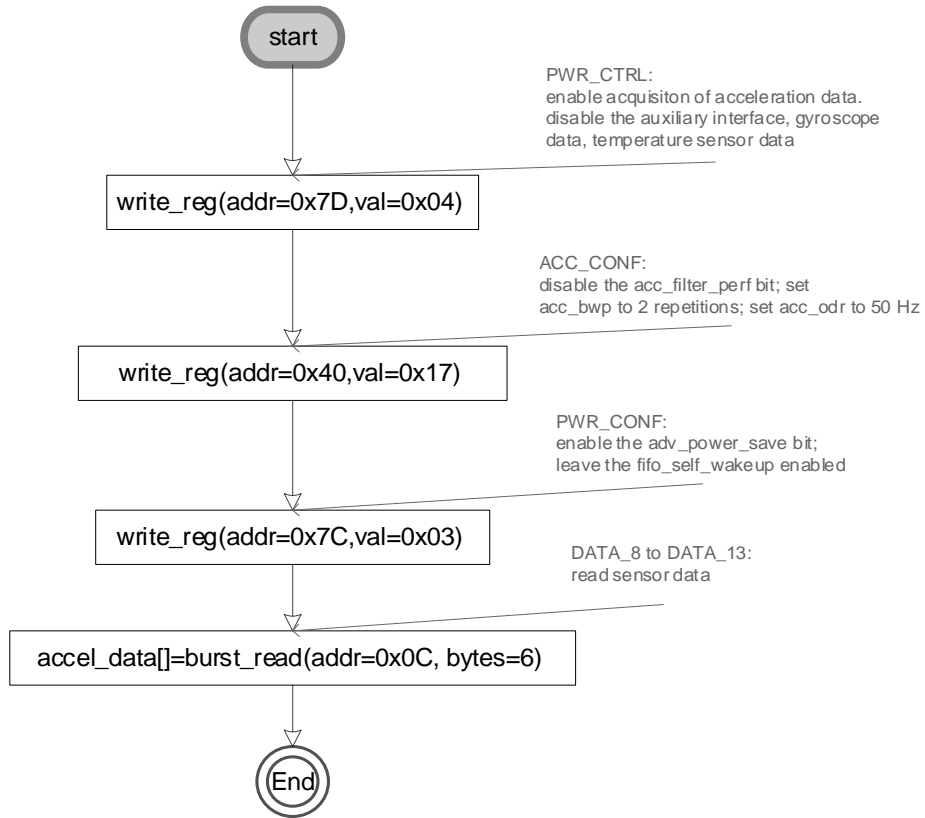 start
PWR_CTRL:
enable acquisiton of acceleration data.
disable the auxiliary interface, gyroscope
data, temperature sensor data
write_reg(addr=0x7D,val=0x04)
ACC_CONF:
disable the acc_filter_perf bit; set
acc_bwp to 2 repetitions; set acc_odr to 50 Hz
write_reg(addr=0x40,val=0x17)
PWR_CONF:
enable the adv_power_save bit;
leave the fifo_self_wakeup enabled
write_reg(addr=0x7C,val=0x03)
DATA_8 to DATA_13:
read sensor data
accel_data[]=burst_read(addr=0x0C, bytes=6)
End